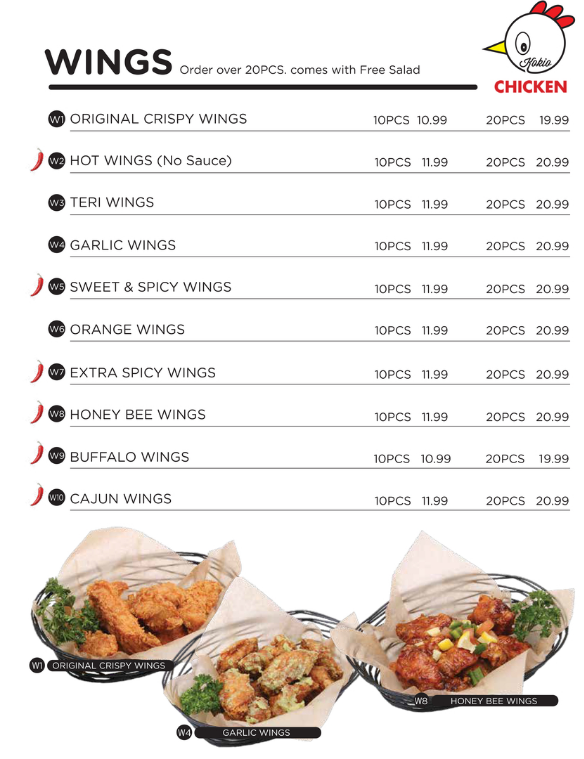 Kokio
CHICKEN
WINGS Order over 20PCS. comes with Free Salad
W1 ORIGINAL CRISPY WINGS 10PCS 10.99 20PCS 19.99
W2 HOT WINGS (No Sauce) 10PCS 11.99 20PCS 20.99
W3 TERI WINGS 10PCS 11.99 20PCS 20.99
W4 GARLIC WINGS 10PCS 11.99 20PCS 20.99
W5 SWEET & SPICY WINGS 10PCS 11.99 20PCS 20.99
W6 ORANGE WINGS 10PCS 11.99 20PCS 20.99
W7 EXTRA SPICY WINGS 10PCS 11.99 20PCS 20.99
W8 HONEY BEE WINGS 10PCS 11.99 20PCS 20.99
W9 BUFFALO WINGS 10PCS 10.99 20PCS 19.99
W10 CAJUN WINGS 10PCS 11.99 20PCS 20.99
W1 ORIGINAL CRISPY WINGS
W8 HONEY BEE WINGS
W4 GARLIC WINGS